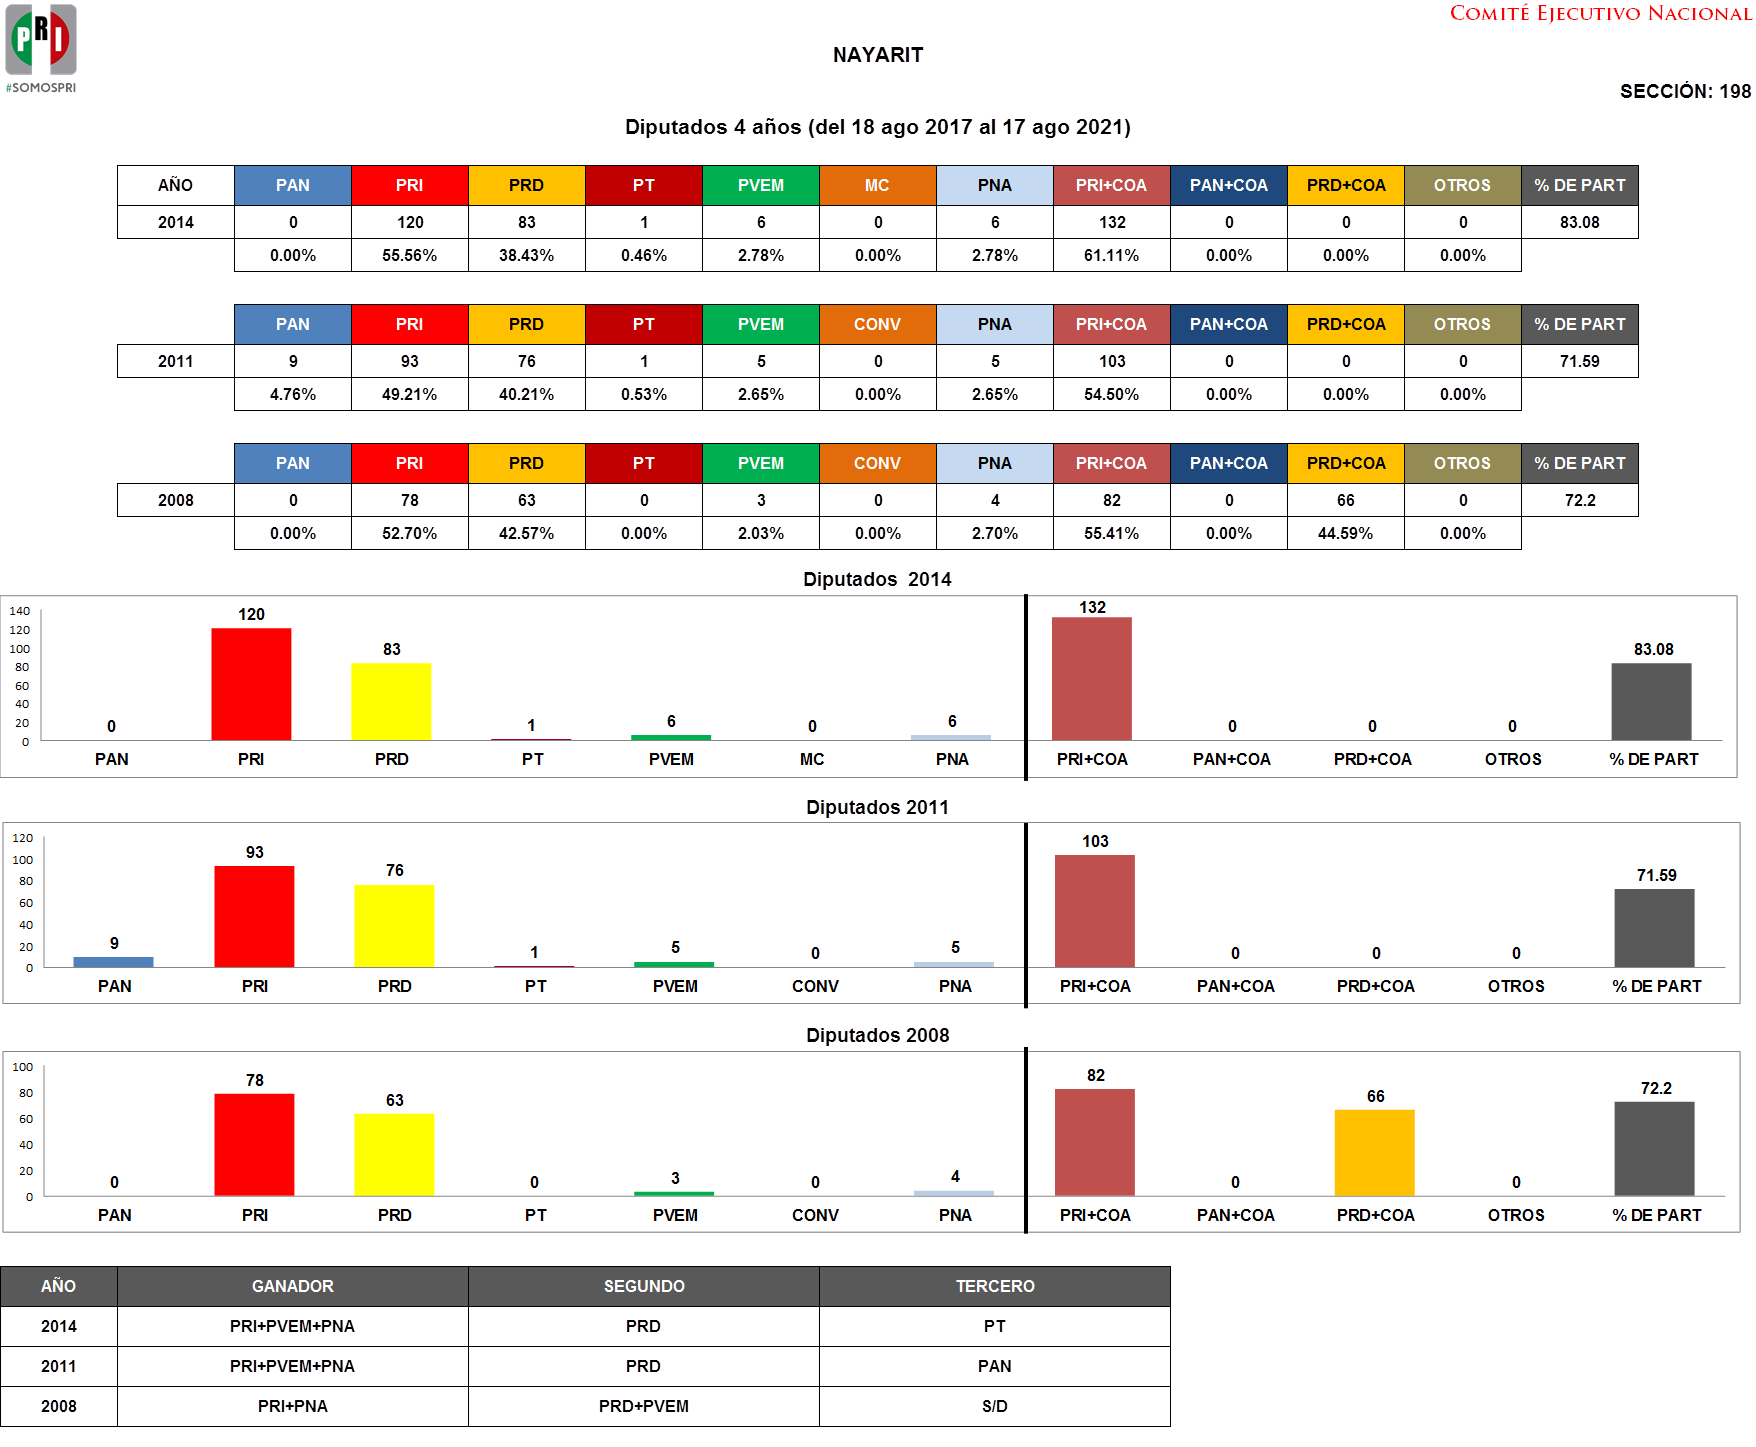 PRI
#SOMOSPRI
COMITÉ EJECUTIVO NACIONAL
NAYARIT
SECCIÓN: 198
Diputados 4 años (del 18 ago 2017 al 17 ago 2021)
AÑO PAN PRI PRD PT PVEM MC PNA PRI+COA PAN+COA PRD+COA OTROS % DE PART
2014 0 120 83 1 6 0 6 132 0 0 0 83.08
0.00% 55.56% 38.43% 0.46% 2.78% 0.00% 2.78% 61.11% 0.00% 0.00% 0.00%
PAN PRI PRD PT PVEM CONV PNA PRI+COA PAN+COA PRD+COA OTROS % DE PART
2011 9 93 76 1 5 0 5 103 0 0 0 71.59
4.76% 49.21% 40.21% 0.53% 2.65% 0.00% 2.65% 54.50% 0.00% 0.00% 0.00%
PAN PRI PRD PT PVEM CONV PNA PRI+COA PAN+COA PRD+COA OTROS % DE PART
2008 0 78 63 0 3 0 4 82 0 66 0 72.2
0.00% 52.70% 42.57% 0.00% 2.03% 0.00% 2.70% 55.41% 0.00% 44.59% 0.00%
Diputados 2014
140
120
100
80
60
40
20
0
0 120 83 1 6 0 6 132 0 0 0 83.08
PAN PRI PRD PT PVEM MC PNA PRI+COA PAN+COA PRD+COA OTROS % DE PART
Diputados 2011
120
100
80
60
40
20
0
9 93 76 1 5 0 5 103 0 0 0 71.59
PAN PRI PRD PT PVEM CONV PNA PRI+COA PAN+COA PRD+COA OTROS % DE PART
Diputados 2008
100
80
60
40
20
0
0 78 63 0 3 0 4 82 0 66 0 72.2
PAN PRI PRD PT PVEM CONV PNA PRI+COA PAN+COA PRD+COA OTROS % DE PART
AÑO GANADOR SEGUNDO TERCERO
2014 PRI+PVEM+PNA PRD PT
2011 PRI+PVEM+PNA PRD PAN
2008 PRI+PNA PRD+PVEM S/D